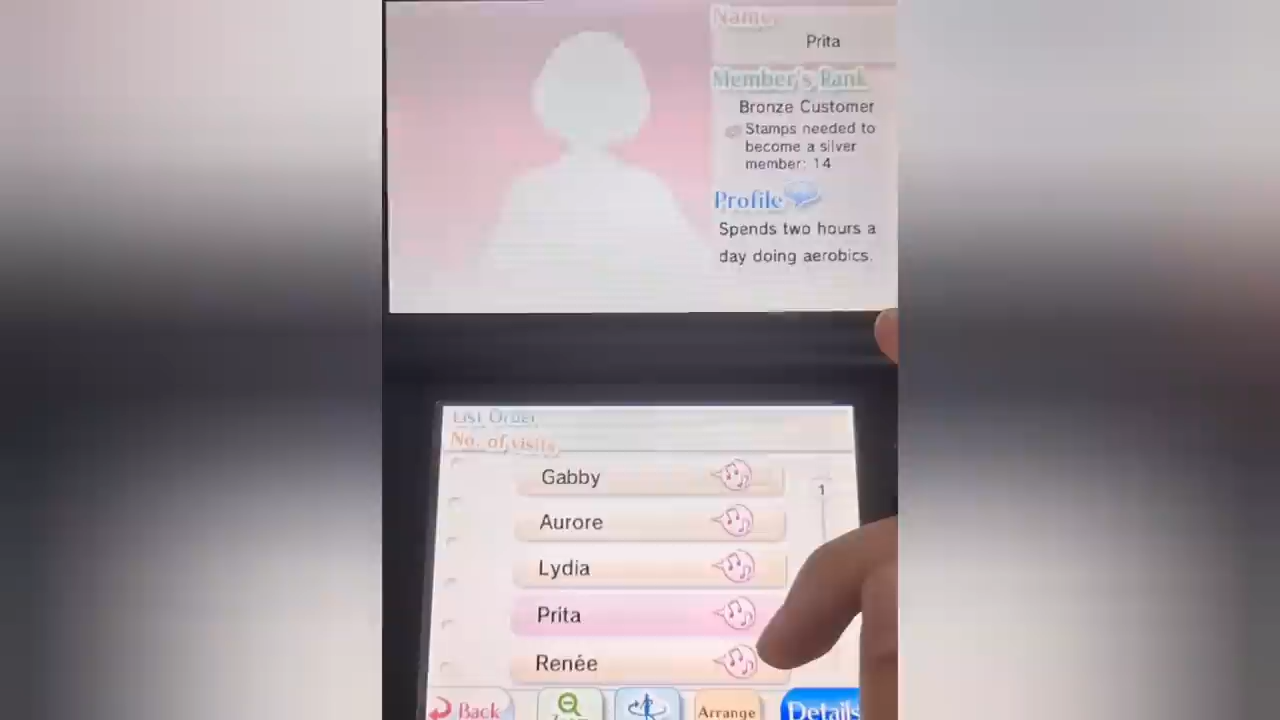 Name
Prita
Member's Rank
Bronze Customer
Stamps needed to
become a silver
member: 14
Profile
Spends two hours a
day doing aerobics.
List Order
No. of visits
Gabby
1
Aurore
Lydia
Prita
Renée
Back
Zoom
Arrange
Details